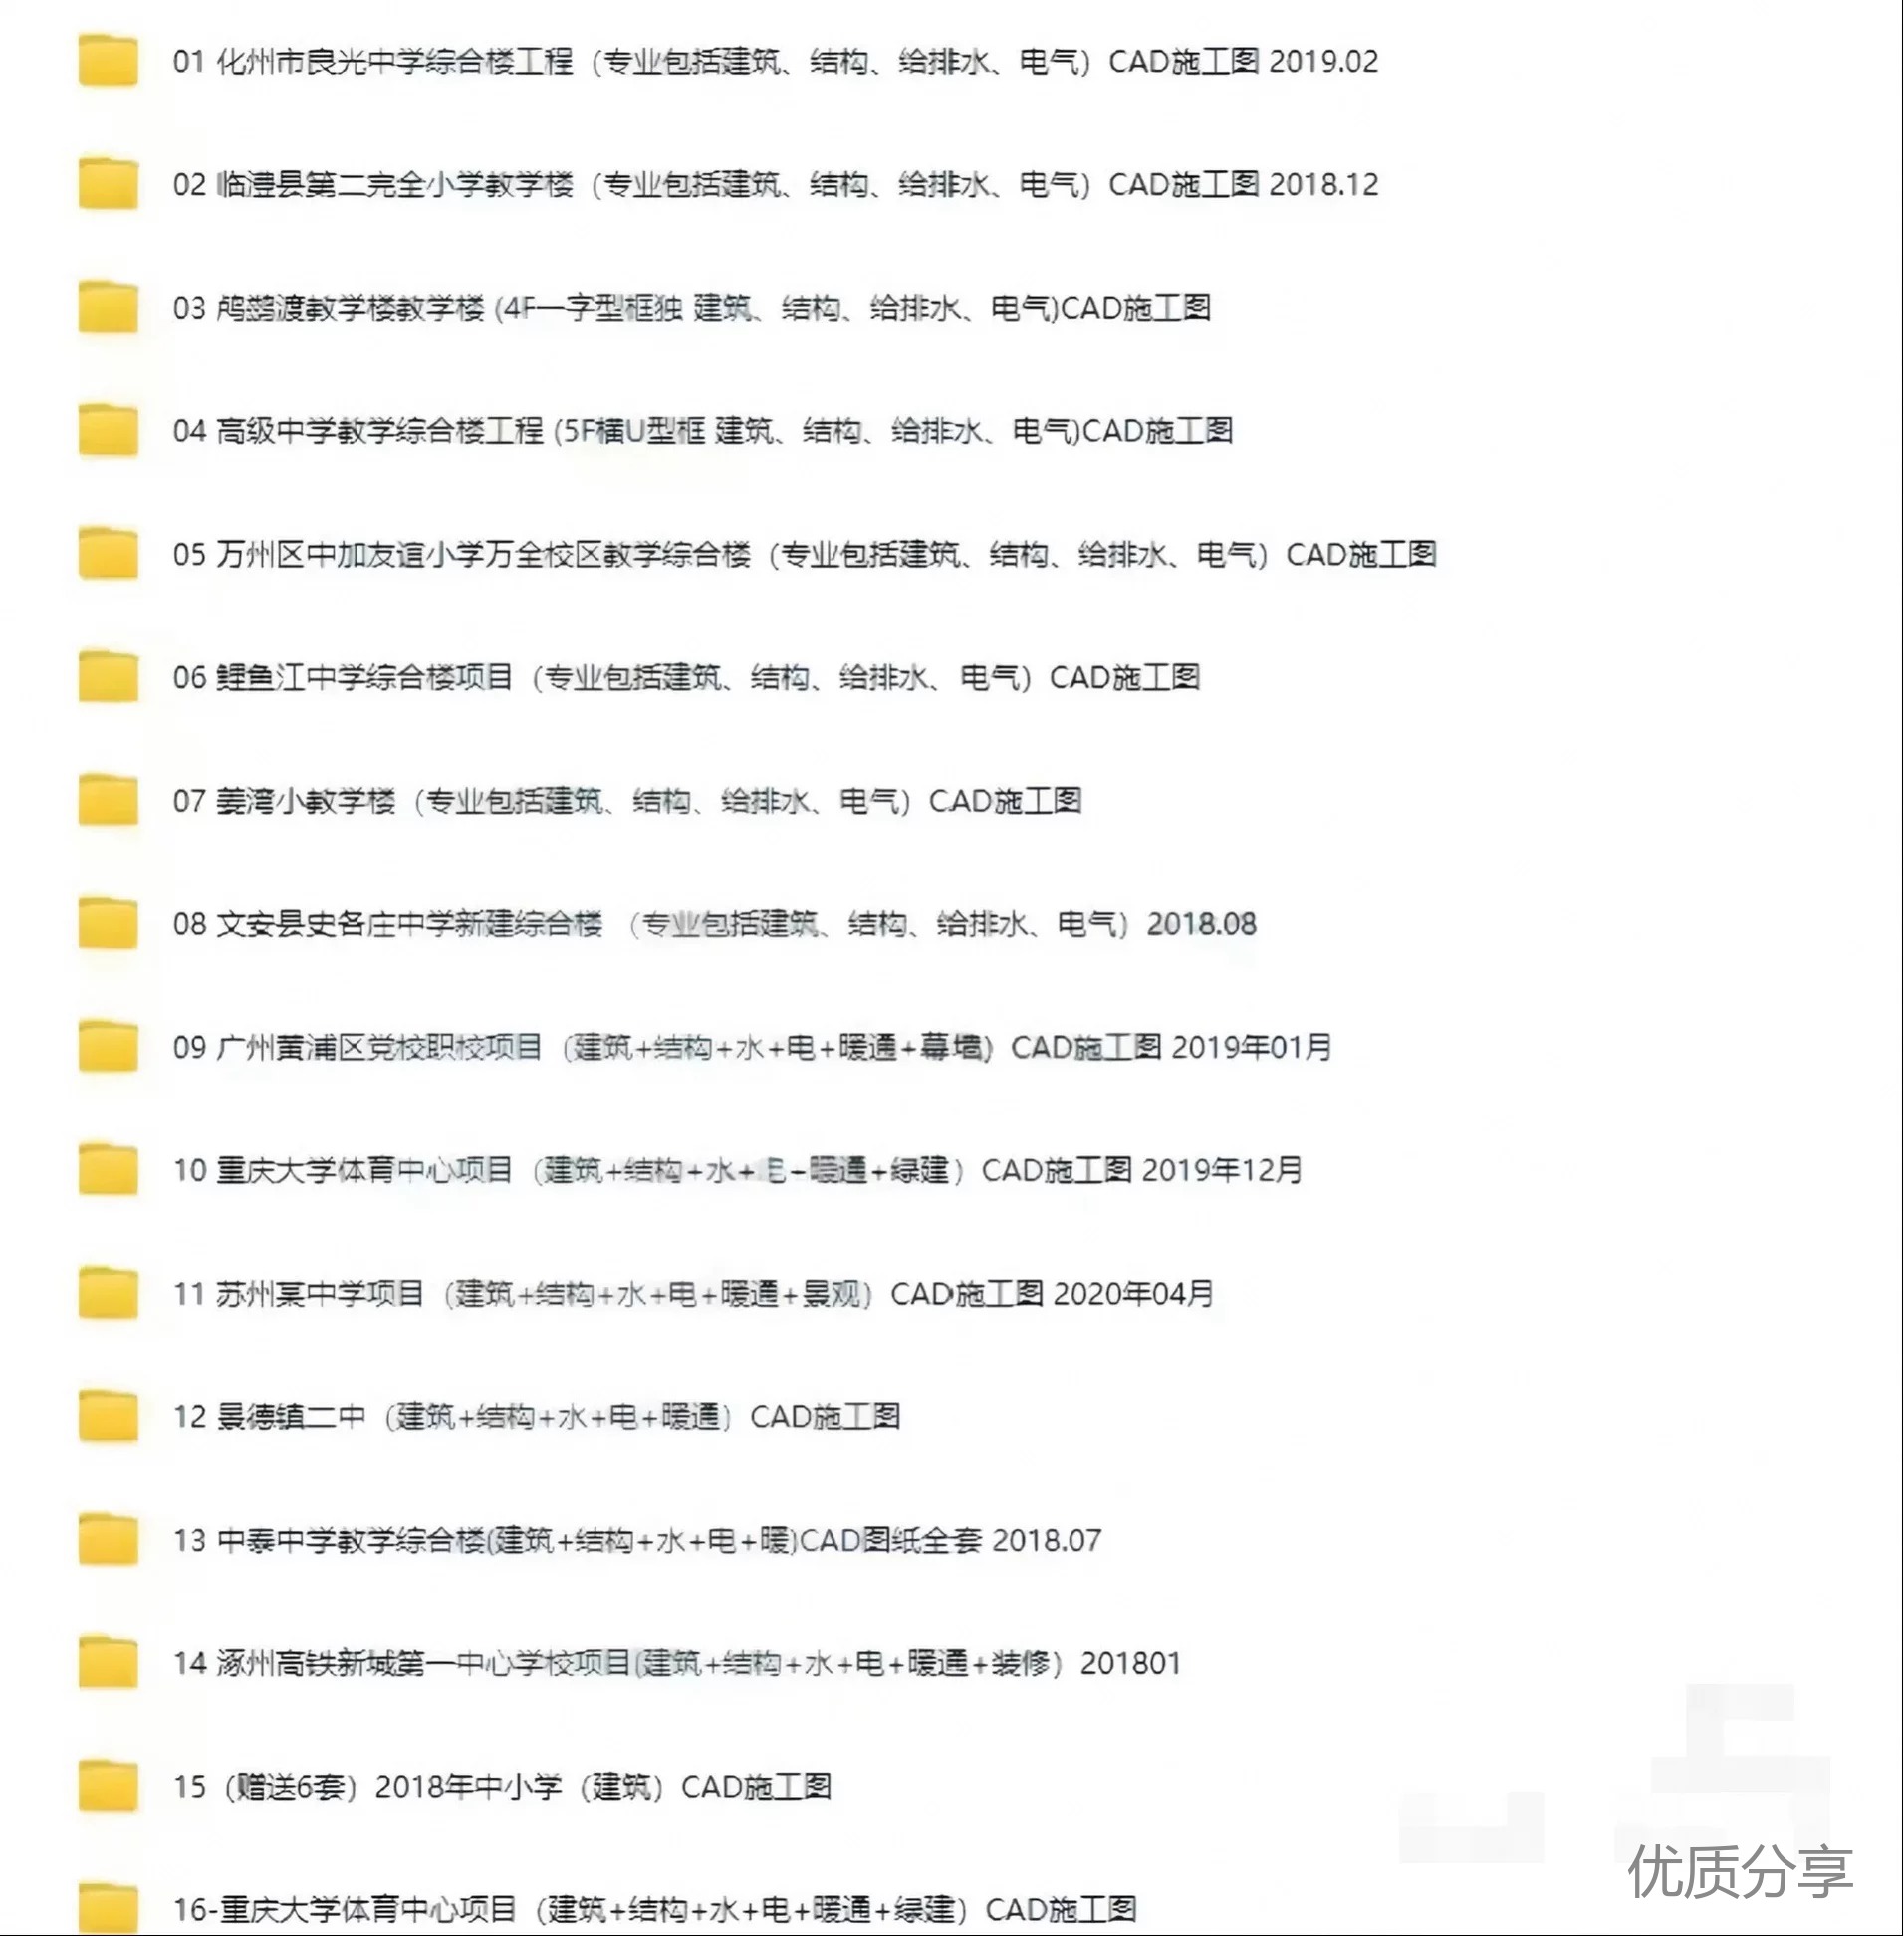 01 化州市良光中学综合楼工程（专业包括建筑、结构、给排水、电气）CAD施工图 2019.02
02 临澧县第二完全小学教学楼（专业包括建筑、结构、给排水、电气）CAD施工图 2018.12
03 鸬鹚渡教学楼教学楼 (4F一字型框独 建筑、结构、给排水、电气)CAD施工图
04 高级中学教学综合楼工程 (5F横U型框 建筑、结构、给排水、电气)CAD施工图
05 万州区中加友谊小学万全校区教学综合楼（专业包括建筑、结构、给排水、电气）CAD施工图
06 鲤鱼江中学综合楼项目（专业包括建筑、结构、给排水、电气）CAD施工图
07 姜湾小教学楼（专业包括建筑、结构、给排水、电气）CAD施工图
08 文安县史各庄中学新建综合楼 （专业包括建筑、结构、给排水、电气）2018.08
09 广州黄浦区党校职校项目（建筑+结构+水+电+暖通+幕墙）CAD施工图 2019年01月
10 重庆大学体育中心项目（建筑+结构+水+电+暖通+绿建）CAD施工图 2019年12月
11 苏州某中学项目（建筑+结构+水+电+暖通+景观）CAD施工图 2020年04月
12 景德镇二中（建筑+结构+水+电+暖通）CAD施工图
13 中泰中学教学综合楼(建筑+结构+水+电+暖)CAD图纸全套 2018.07
14 涿州高铁新城第一中心学校项目(建筑+结构+水+电+暖通+装修）201801
15（赠送6套）2018年中小学（建筑）CAD施工图
16-重庆大学体育中心项目（建筑+结构+水+电+暖通+绿建）CAD施工图
优质分享